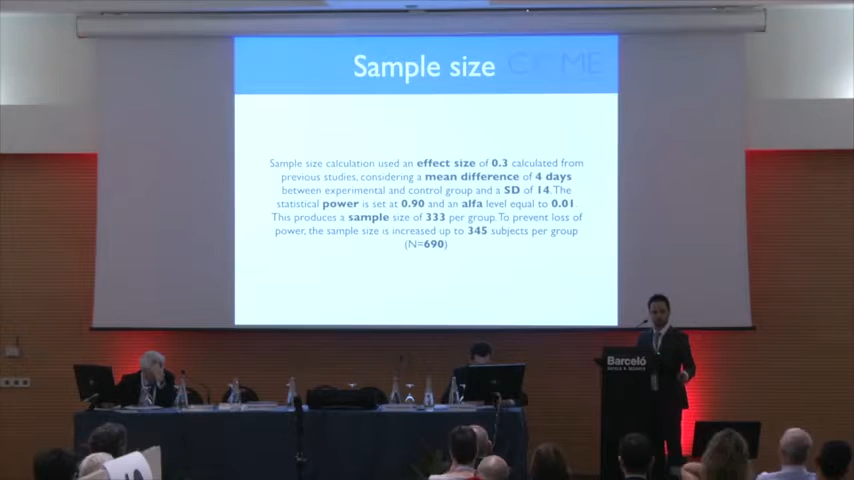 Sample size
COME
Sample size calculation used an effect size of 0.3 calculated from
previous studies, considering a mean difference of 4 days
between experimental and control group and a SD of 14. The
statistical power is set at 0.90 and an alfa level equal to 0.01.
This produces a sample size of 333 per group. To prevent loss of
power, the sample size is increased up to 345 subjects per group
(N=690)
Barceló
HOTELS & RESORTS